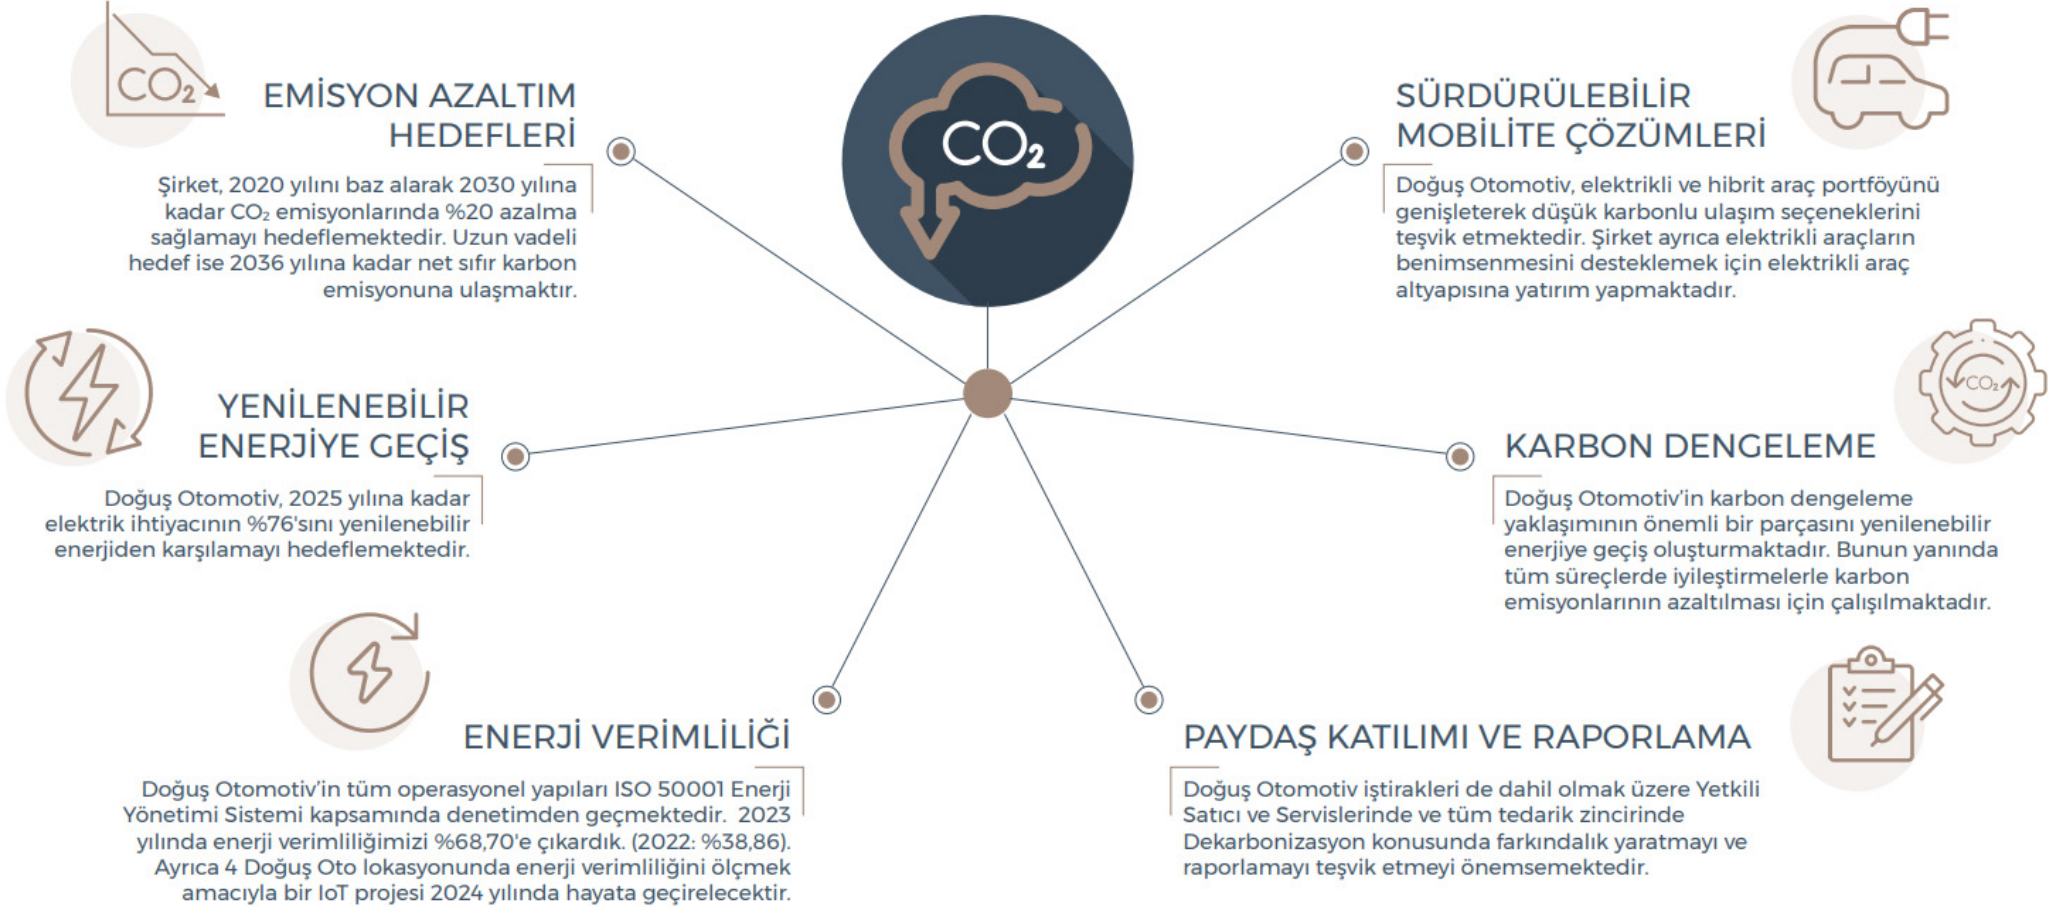 CO₂
EMİSYON AZALTIM
HEDEFLERİ
Şirket, 2020 yılını baz alarak 2030 yılına
kadar CO₂ emisyonlarında %20 azalma
sağlamayı hedeflemektedir. Uzun vadeli
hedef ise 2036 yılına kadar net sıfır karbon
emisyonuna ulaşmaktır.
YENİLENEBİLİR
ENERJİYE GEÇİŞ
Doğuş Otomotiv, 2025 yılına kadar
elektrik ihtiyacının %76'sını yenilenebilir
enerjiden karşılamayı hedeflemektedir.
ENERJİ VERİMLİLİĞİ
Doğuş Otomotiv’in tüm operasyonel yapıları ISO 50001 Enerji
Yönetimi Sistemi kapsamında denetimden geçmektedir. 2023
yılında enerji verimliliğimizi %68,70'e çıkardık. (2022: %38,86).
Ayrıca 4 Doğuş Oto lokasyonunda enerji verimliliğini ölçmek
amacıyla bir IoT projesi 2024 yılında hayata geçirelecektir.
CO₂
SÜRDÜRÜLEBİLİR
MOBİLİTE ÇÖZÜMLERİ
Doğuş Otomotiv, elektrikli ve hibrit araç portföyünü
genişleterek düşük karbonlu ulaşım seçeneklerini
teşvik etmektedir. Şirket ayrıca elektrikli araçların
benimsenmesini desteklemek için elektrikli araç
altyapısına yatırım yapmaktadır.
CO₂
KARBON DENGELEME
Doğuş Otomotiv’in karbon dengeleme
yaklaşımının önemli bir parçasını yenilenebilir
enerjiye geçiş oluşturmaktadır. Bunun yanında
tüm süreçlerde iyileştirmelerle karbon
emisyonlarının azaltılması için çalışılmaktadır.
PAYDAŞ KATILIMI VE RAPORLAMA
Doğuş Otomotiv iştirakleri de dahil olmak üzere Yetkili
Satıcı ve Servislerinde ve tüm tedarik zincirinde
Dekarbonizasyon konusunda farkındalık yaratmayı ve
raporlamayı teşvik etmeyi önemsemektedir.